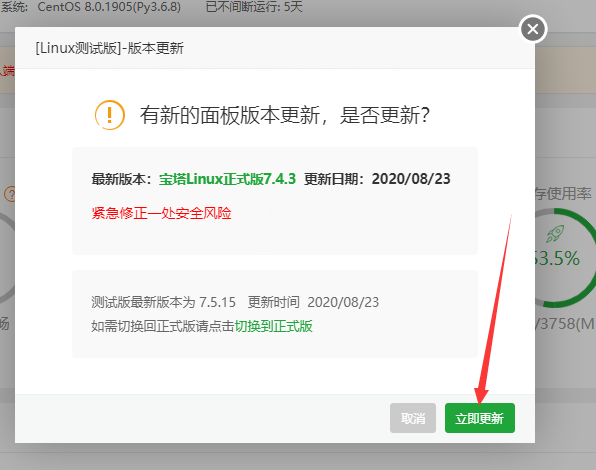 系统: CentOS 8.0.1905(Py3.6.8) 已不间断运行: 5天
[Linux测试版]-版本更新
有新的面板版本更新，是否更新？
最新版本：宝塔Linux正式版7.4.3 更新日期：2020/08/23
紧急修正一处安全风险
存使用率
53.5%
/3758(M
测试版最新版本为 7.5.15 更新时间 2020/08/23
如需切换回正式版请点击切换到正式版
取消
立即更新